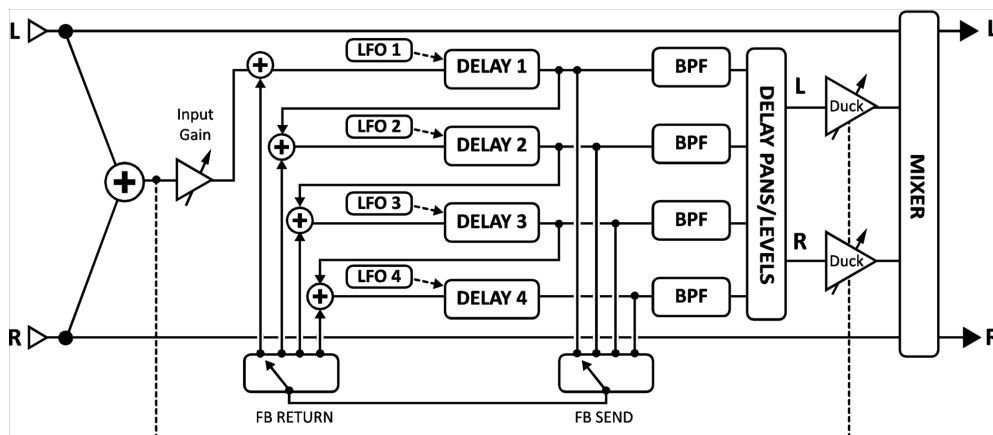 L
L
LFO 1
DELAY 1
BPF
Input
Gain
LFO 2
DELAY 2
BPF
LFO 3
DELAY 3
BPF
LFO 4
DELAY 4
BPF
DELAY PANS/LEVELS
L
Duck
R
Duck
MIXER
R
R
FB RETURN
FB SEND